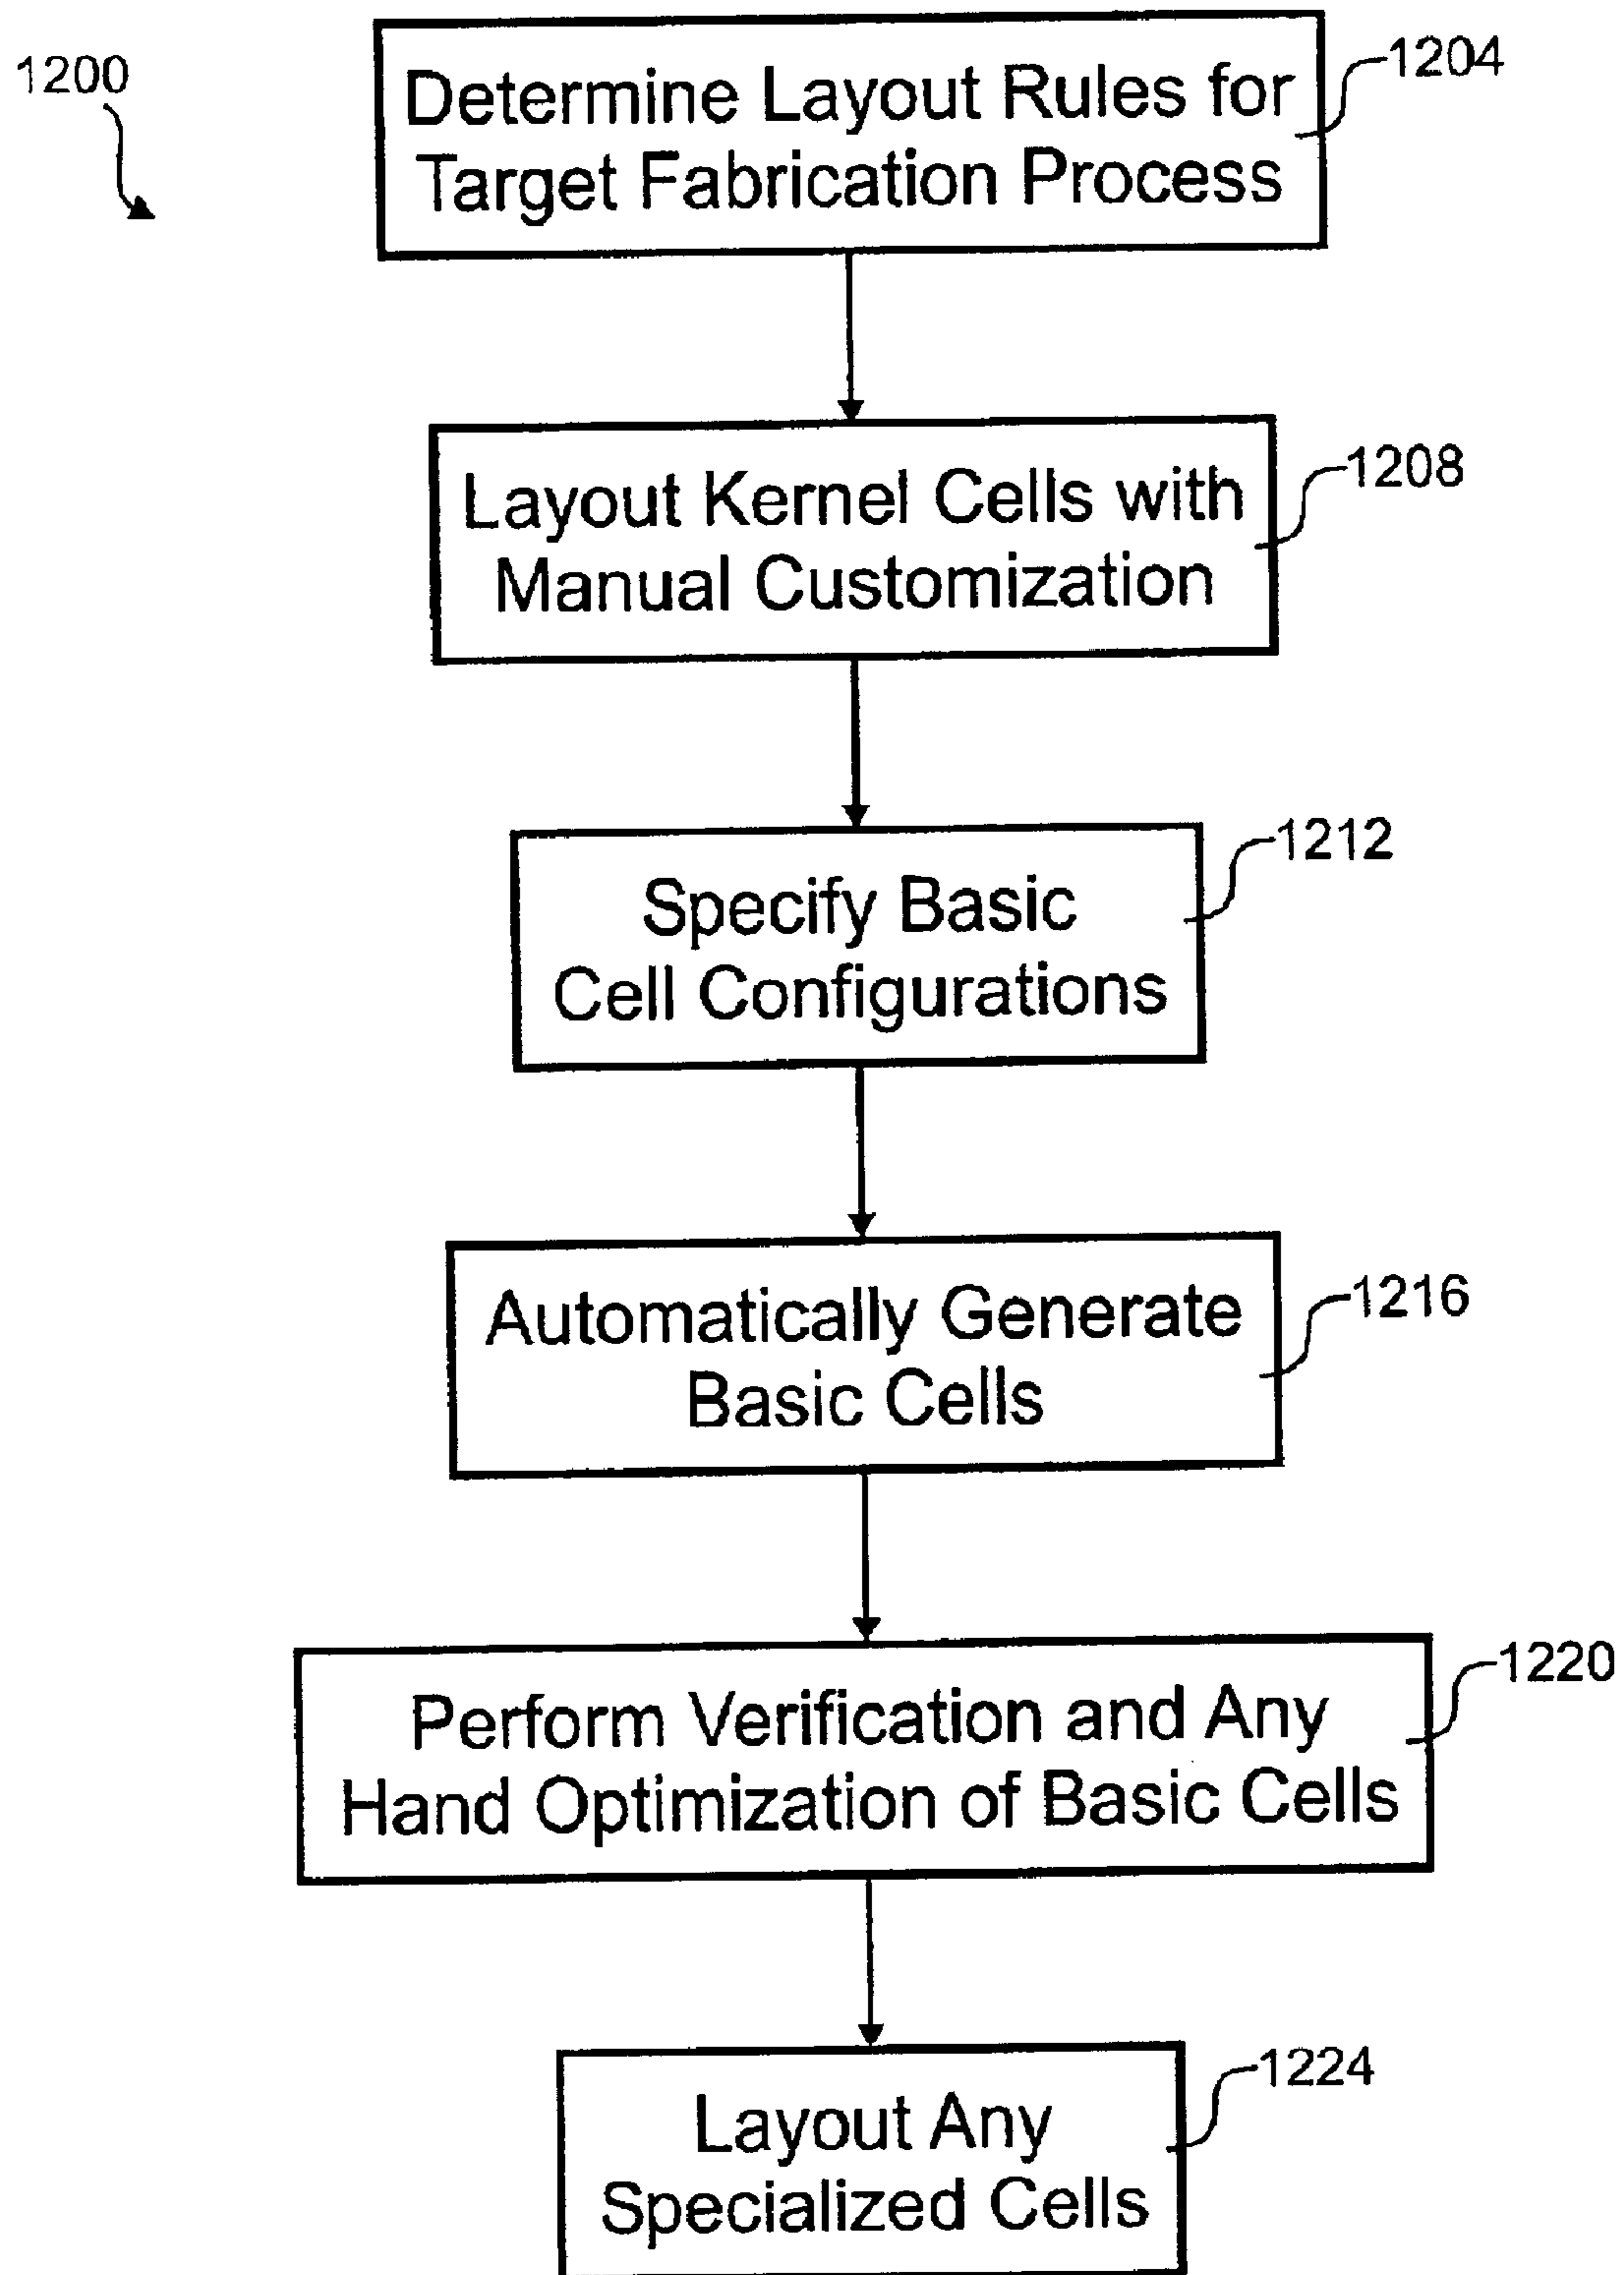 1200
1204
Determine Layout Rules for
Target Fabrication Process
1208
Layout Kernel Cells with
Manual Customization
1212
Specify Basic
Cell Configurations
1216
Automatically Generate
Basic Cells
1220
Perform Verification and Any
Hand Optimization of Basic Cells
1224
Layout Any
Specialized Cells